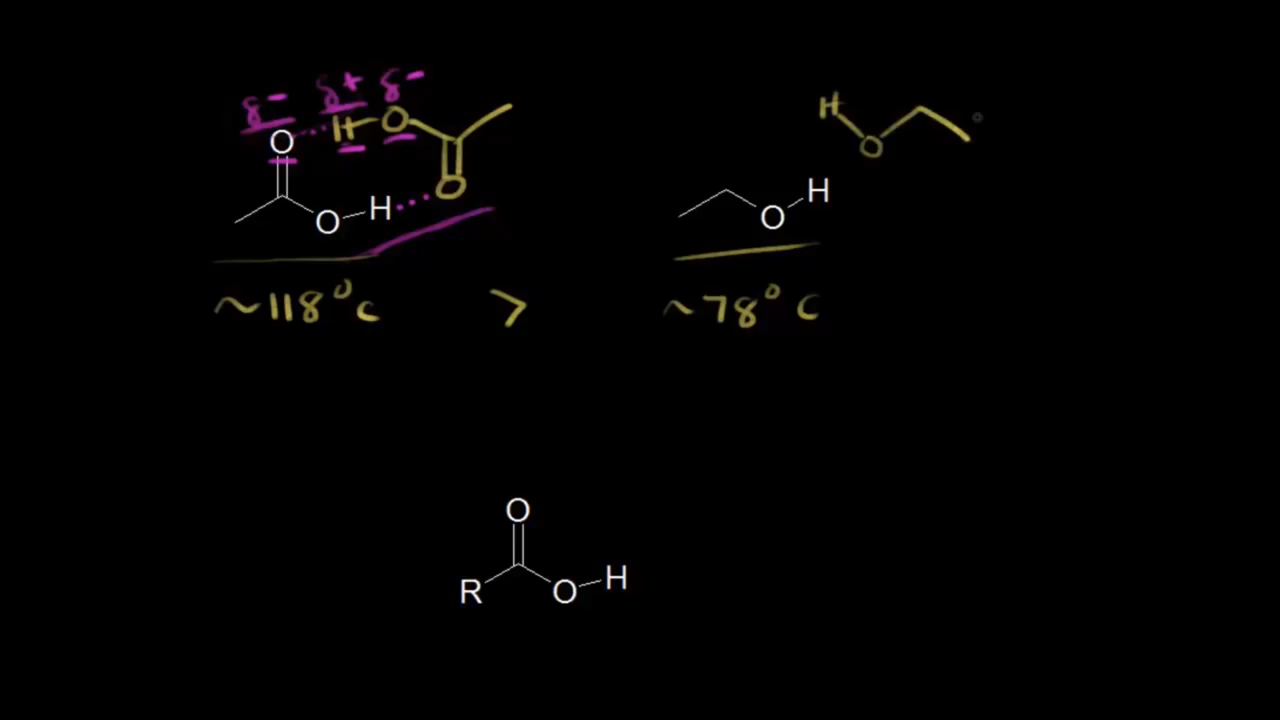 δ- δ+ δ-
H O
O
O
O H
H
O
O H
~118°C > ~78°C
O
R O H